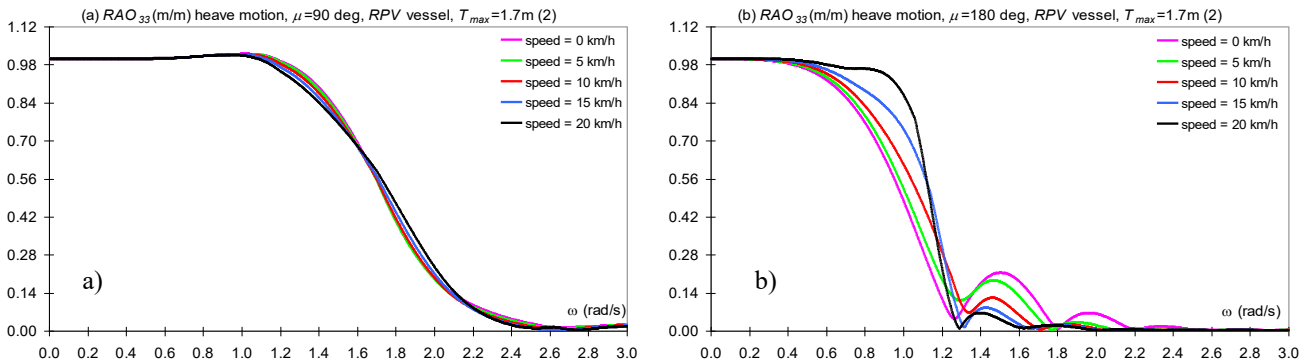 (a) RAO₃₃(m/m) heave motion, μ=90 deg, RPV vessel, Tmax=1.7m (2)
1.12
0.98
0.84
0.70
0.56
0.42
0.28
0.14
0.00
speed = 0 km/h
speed = 5 km/h
speed = 10 km/h
speed = 15 km/h
speed = 20 km/h
a)
ω (rad/s)
0.0 0.2 0.4 0.6 0.8 1.0 1.2 1.4 1.6 1.8 2.0 2.2 2.4 2.6 2.8 3.0
(b) RAO₃₃(m/m) heave motion, μ=180 deg, RPV vessel, Tmax=1.7m (2)
1.12
0.98
0.84
0.70
0.56
0.42
0.28
0.14
0.00
speed = 0 km/h
speed = 5 km/h
speed = 10 km/h
speed = 15 km/h
speed = 20 km/h
b)
ω (rad/s)
0.0 0.2 0.4 0.6 0.8 1.0 1.2 1.4 1.6 1.8 2.0 2.2 2.4 2.6 2.8 3.0